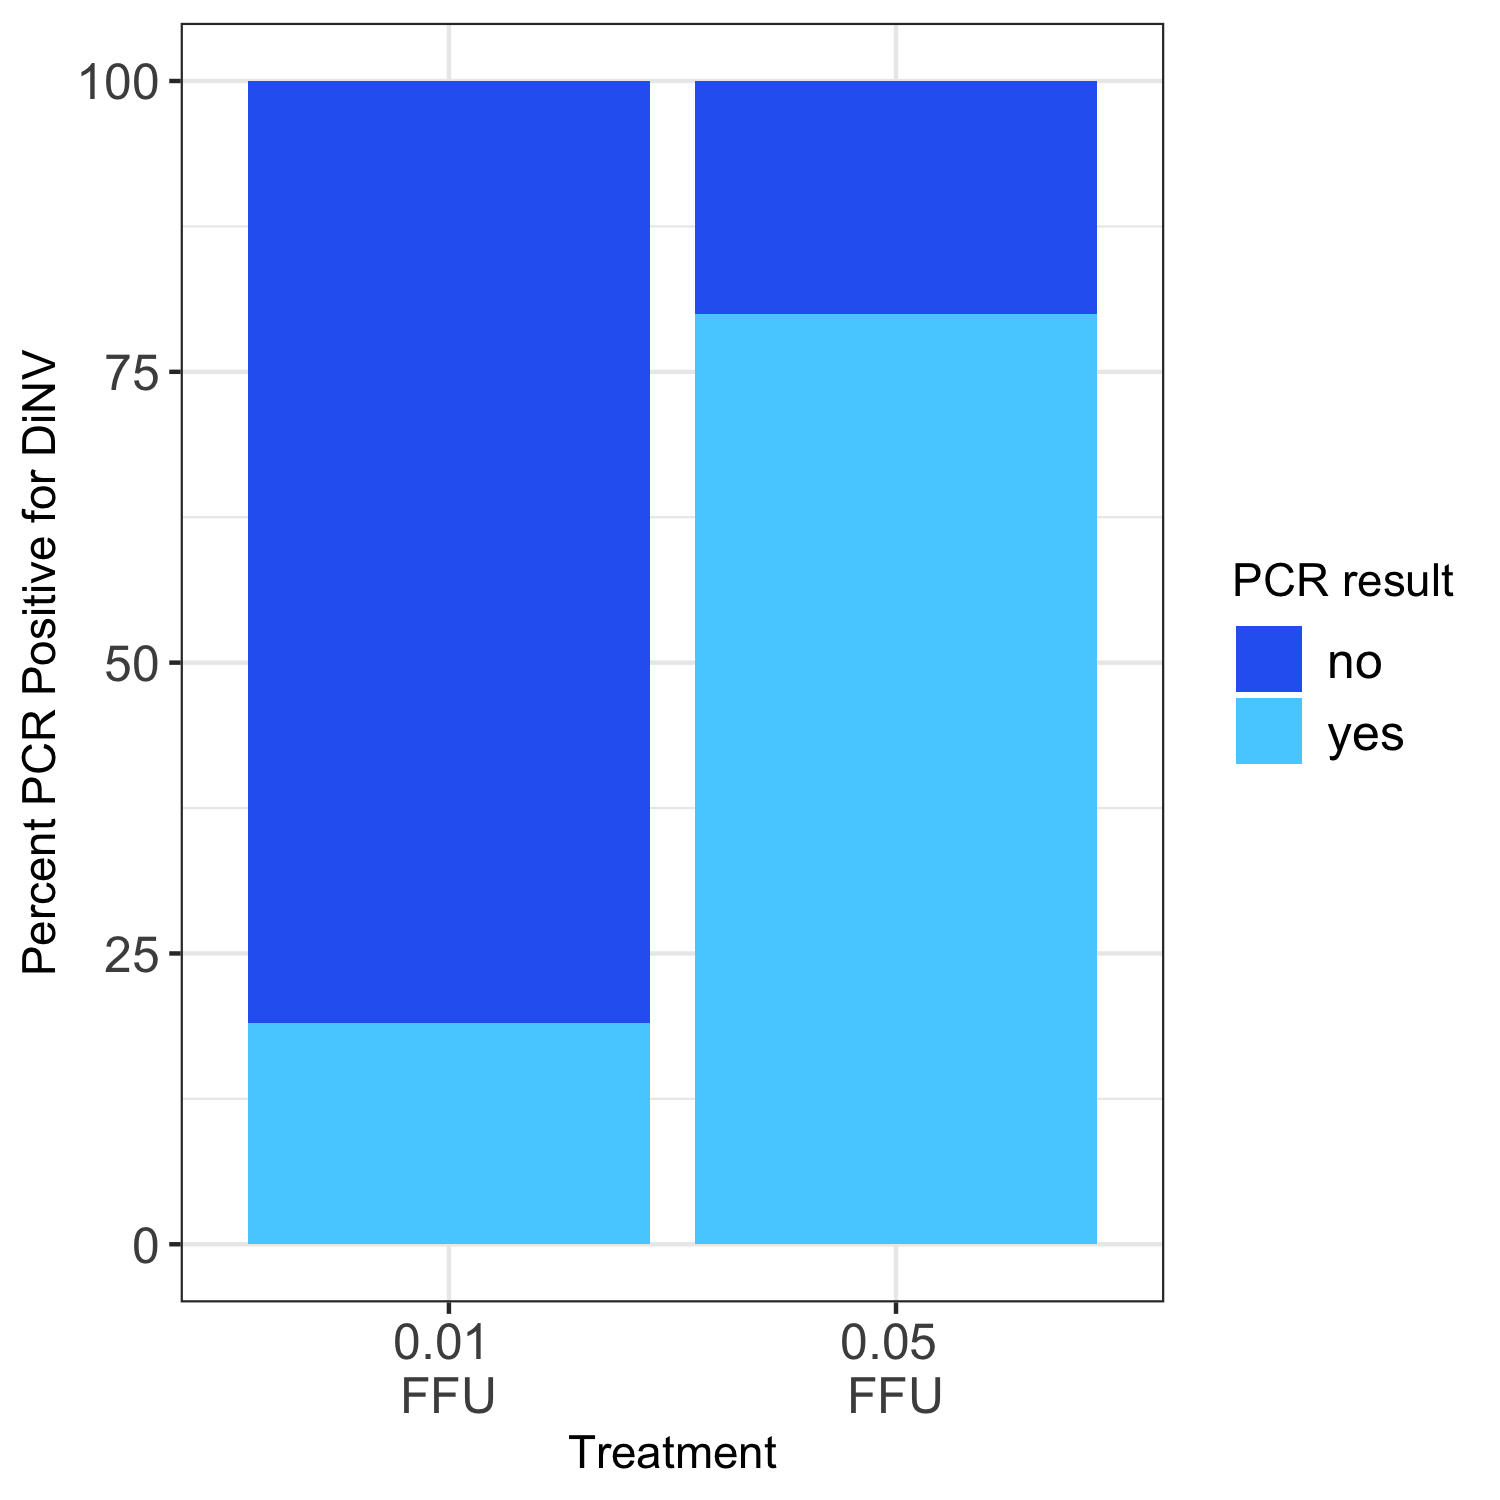 Percent PCR Positive for DiNV
100
75
50
25
0
0.01
FFU
0.05
FFU
Treatment
PCR result
no
yes